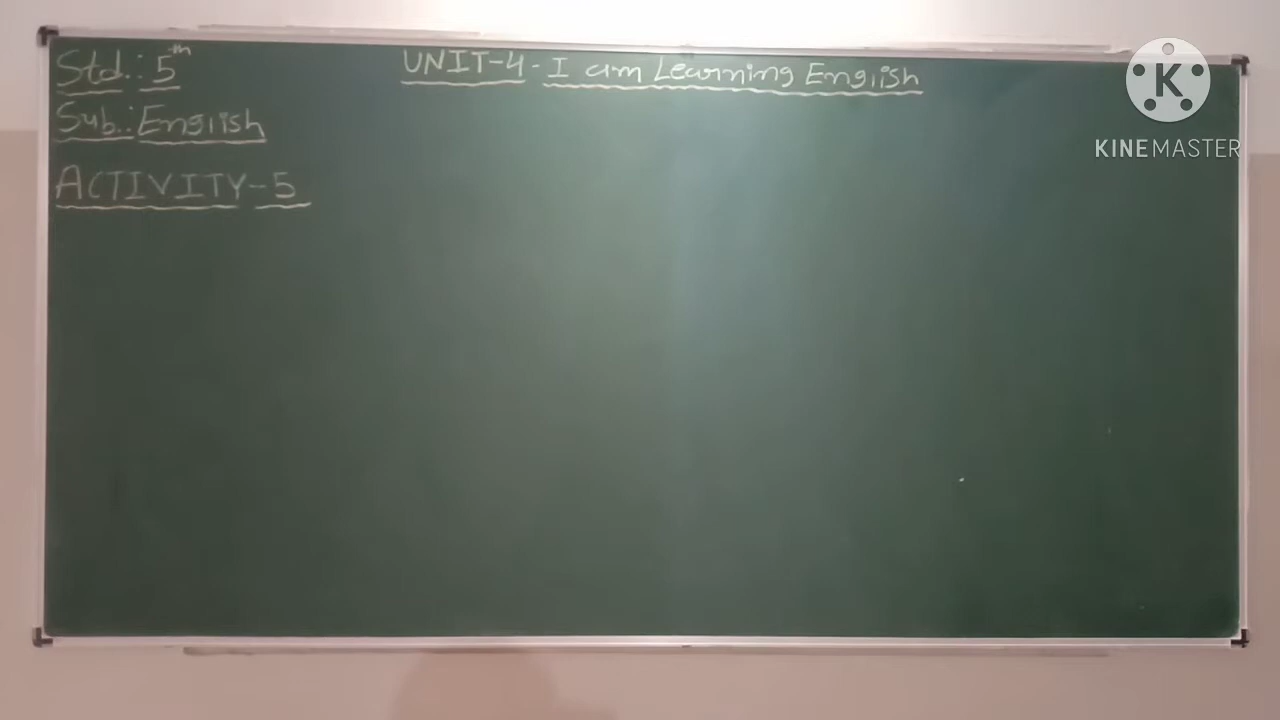 Std.: 5th
UNIT-4 - I am Learning English
Sub.: English
ACTIVITY-5
K
KINEMASTER